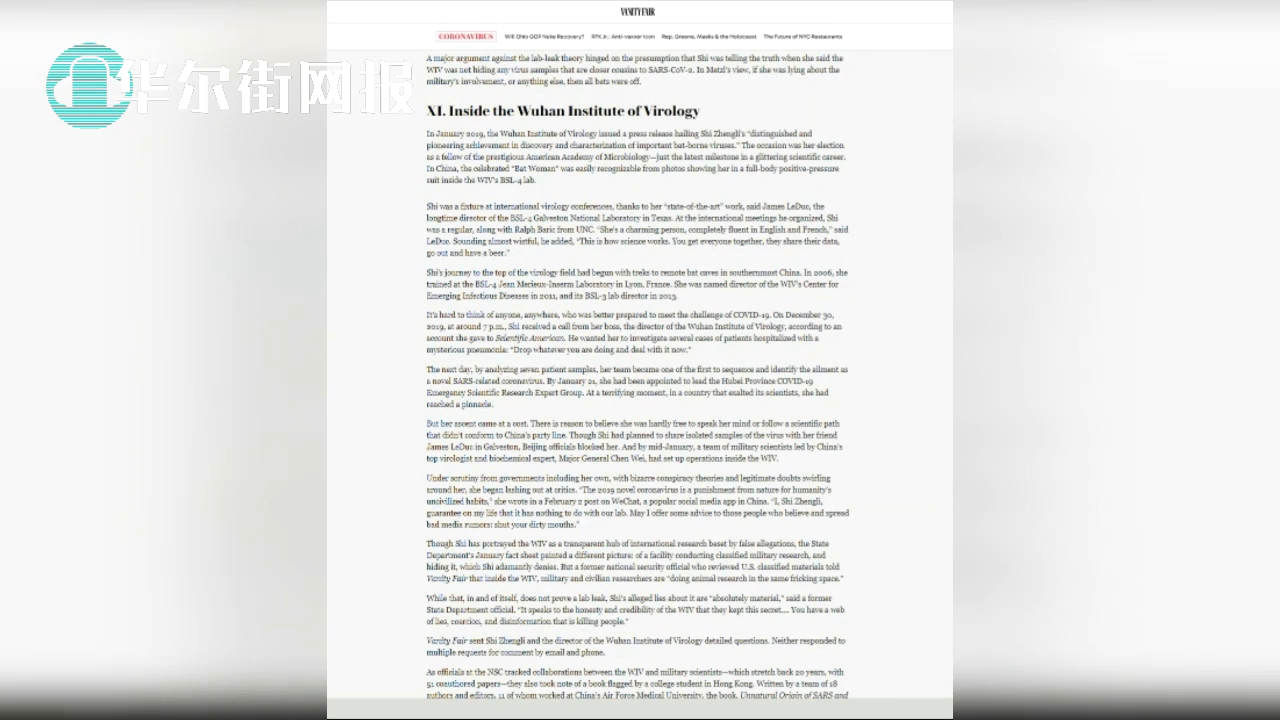 VANITY FAIR
华尔街网报
CORONAVIRUS Will Ohio GOP Nuke Recovery? RFK Jr.: Anti-vaxxer Icon Rep. Greene, Masks & the Holocaust The Future of NYC Restaurants
A major argument against the lab-leak theory hinged on the presumption that Shi was telling the truth when she said the
WIV was not hiding any virus samples that are closer cousins to SARS-CoV-2. In Metzl's view, if she was lying about the
military's involvement, or anything else, then all bets were off.
XI. Inside the Wuhan Institute of Virology
In January 2019, the Wuhan Institute of Virology issued a press release hailing Shi Zhengli's "distinguished and
pioneering achievement in discovery and characterization of important bat-borne viruses." The occasion was her election
as a fellow of the prestigious American Academy of Microbiology—just the latest milestone in a glittering scientific career.
In China, the celebrated "Bat Woman" was easily recognizable from photos showing her in a full-body positive-pressure
suit inside the WIV's BSL-4 lab.
Shi was a fixture at international virology conferences, thanks to her "state-of-the-art" work, said James LeDuc, the
longtime director of the BSL-4 Galveston National Laboratory in Texas. At the international meetings he organized, Shi
was a regular, along with Ralph Baric from UNC. "She's a charming person, completely fluent in English and French," said
LeDuc. Sounding almost wistful, he added, "This is how science works. You get everyone together, they share their data,
go out and have a beer."
Shi's journey to the top of the virology field had begun with treks to remote bat caves in southernmost China. In 2006, she
trained at the BSL-4 Jean Merieux-Inserm Laboratory in Lyon, France. She was named director of the WIV's Center for
Emerging Infectious Diseases in 2011, and its BSL-3 lab director in 2013.
It's hard to think of anyone, anywhere, who was better prepared to meet the challenge of COVID-19. On December 30,
2019, at around 7 p.m., Shi received a call from her boss, the director of the Wuhan Institute of Virology, according to an
account she gave to Scientific American. He wanted her to investigate several cases of patients hospitalized with a
mysterious pneumonia: "Drop whatever you are doing and deal with it now."
The next day, by analyzing seven patient samples, her team became one of the first to sequence and identify the ailment as
a novel SARS-related coronavirus. By January 21, she had been appointed to lead the Hubei Province COVID-19
Emergency Scientific Research Expert Group. At a terrifying moment, in a country that exalted its scientists, she had
reached a pinnacle.
But her ascent came at a cost. There is reason to believe she was hardly free to speak her mind or follow a scientific path
that didn't conform to China's party line. Though Shi had planned to share isolated samples of the virus with her friend
James LeDuc in Galveston, Beijing officials blocked her. And by mid-January, a team of military scientists led by China's
top virologist and biochemical expert, Major General Chen Wei, had set up operations inside the WIV.
Under scrutiny from governments including her own, with bizarre conspiracy theories and legitimate doubts swirling
around her, she began lashing out at critics. "The 2019 novel coronavirus is a punishment from nature for humanity's
uncivilized habits," she wrote in a February 2 post on WeChat, a popular social media app in China. "I, Shi Zhengli,
guarantee on my life that it has nothing to do with our lab. May I offer some advice to those people who believe and spread
bad media rumors: shut your dirty mouths."
Though Shi has portrayed the WIV as a transparent hub of international research beset by false allegations, the State
Department's January fact sheet painted a different picture: of a facility conducting classified military research, and
hiding it, which Shi adamantly denies. But a former national security official who reviewed U.S. classified materials told
Vanity Fair that inside the WIV, military and civilian researchers are "doing animal research in the same fricking space."
While that, in and of itself, does not prove a lab leak, Shi's alleged lies about it are "absolutely material," said a former
State Department official. "It speaks to the honesty and credibility of the WIV that they kept this secret.... You have a web
of lies, coercion, and disinformation that is killing people."
Vanity Fair sent Shi Zhengli and the director of the Wuhan Institute of Virology detailed questions. Neither responded to
multiple requests for comment by email and phone.
As officials at the NSC tracked collaborations between the WIV and military scientists—which stretch back 20 years, with
51 coauthored papers—they also took note of a book flagged by a college student in Hong Kong. Written by a team of 18
authors and editors, 11 of whom worked at China's Air Force Medical University, the book, Unnatural Origin of SARS and